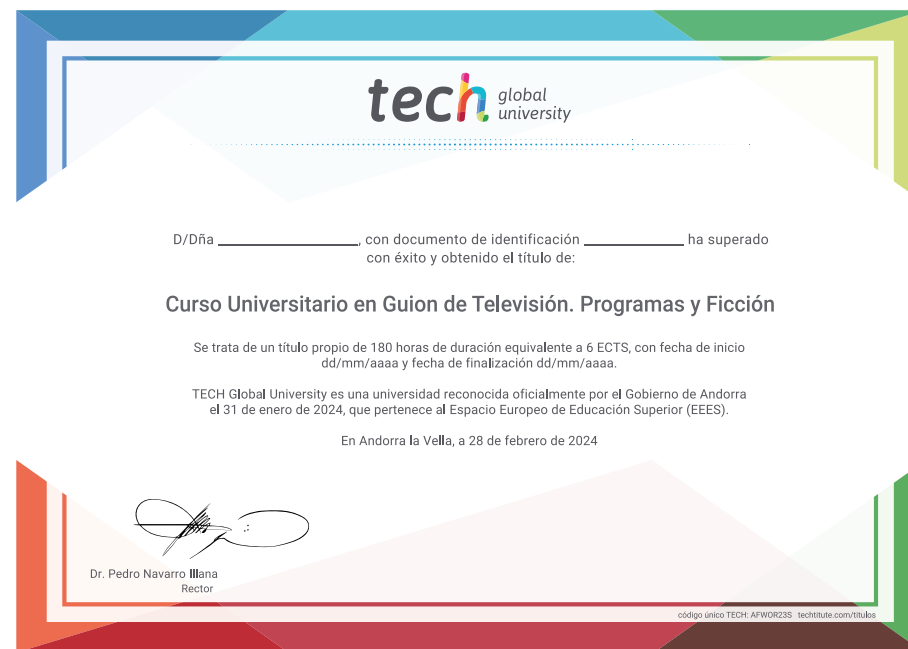 tech global university
D/Dña ______________, con documento de identificación __________ ha superado
con éxito y obtenido el título de:
Curso Universitario en Guion de Televisión. Programas y Ficción
Se trata de un título propio de 180 horas de duración equivalente a 6 ECTS, con fecha de inicio
dd/mm/aaaa y fecha de finalización dd/mm/aaaa.
TECH Global University es una universidad reconocida oficialmente por el Gobierno de Andorra
el 31 de enero de 2024, que pertenece al Espacio Europeo de Educación Superior (EEES).
En Andorra la Vella, a 28 de febrero de 2024
Dr. Pedro Navarro Illana
Rector
código único TECH: AFWOR23S techtitute.com/titulos